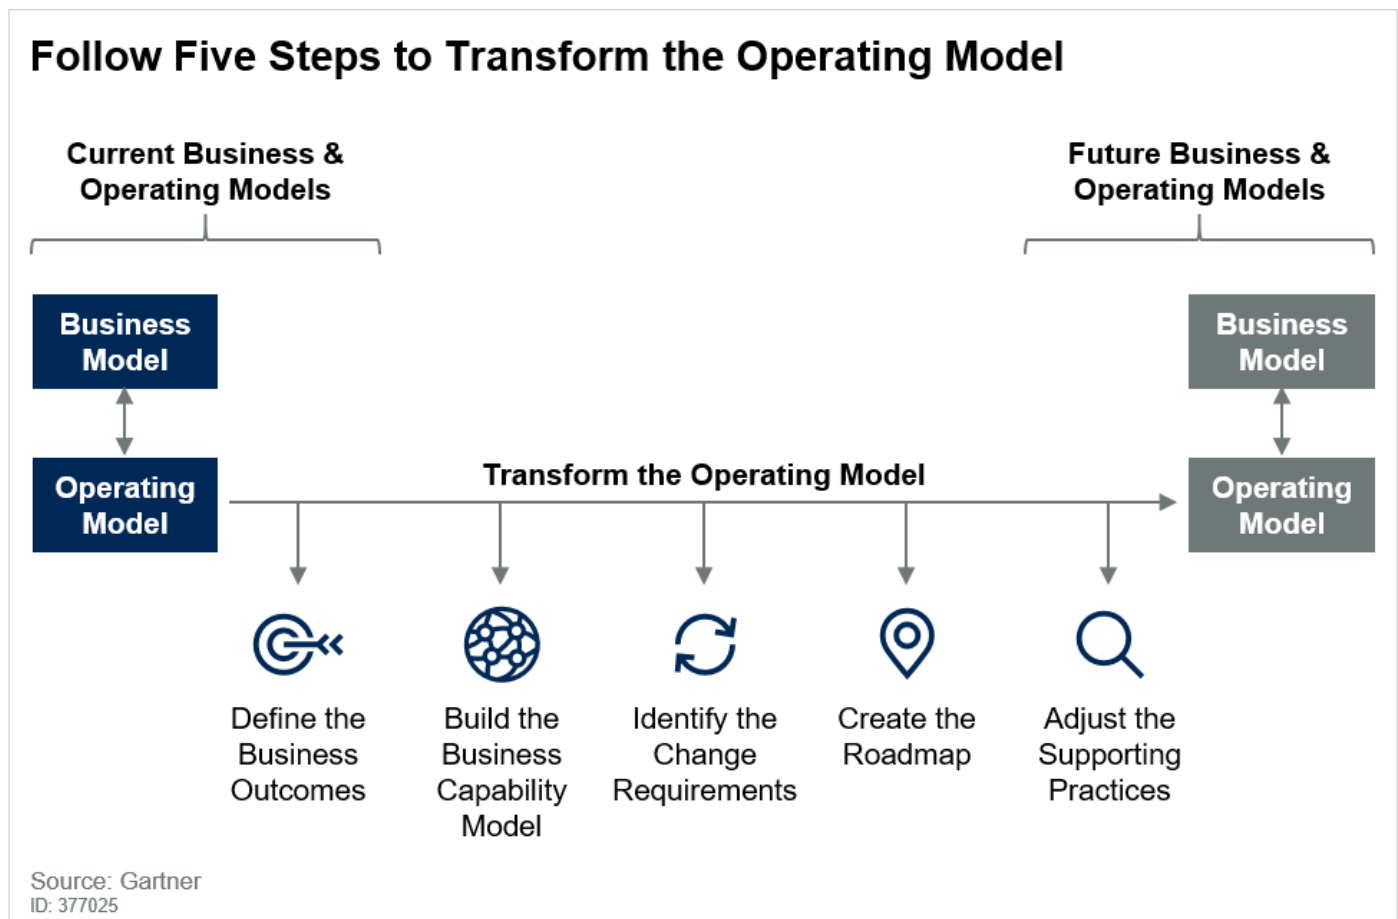 Follow Five Steps to Transform the Operating Model
Current Business &
Operating Models
Future Business &
Operating Models
Business
Model
Business
Model
Operating
Model
Transform the Operating Model
Operating
Model
Define the
Business
Outcomes
Build the
Business
Capability
Model
Identify the
Change
Requirements
Create the
Roadmap
Adjust the
Supporting
Practices
Source: Gartner
ID: 377025